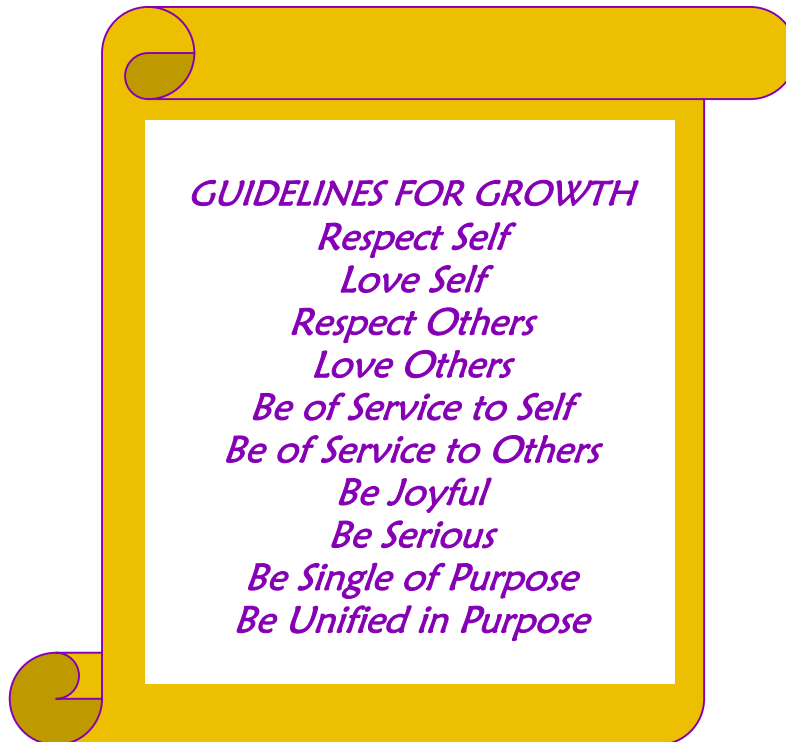 GUIDELINES FOR GROWTH
Respect Self
Love Self
Respect Others
Love Others
Be of Service to Self
Be of Service to Others
Be Joyful
Be Serious
Be Single of Purpose
Be Unified in Purpose